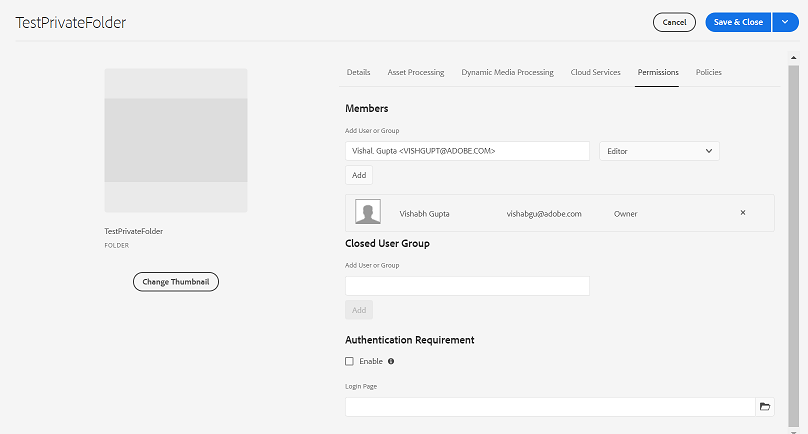 TestPrivateFolder
Cancel
Save & Close
Details Asset Processing Dynamic Media Processing Cloud Services Permissions Policies
Members
Add User or Group
Vishal. Gupta <VISHGUPT@ADOBE.COM>
Editor
Add
Vishabh Gupta vishabgu@adobe.com Owner
TestPrivateFolder
FOLDER
Change Thumbnail
Closed User Group
Add User or Group
Add
Authentication Requirement
Enable
Login Page